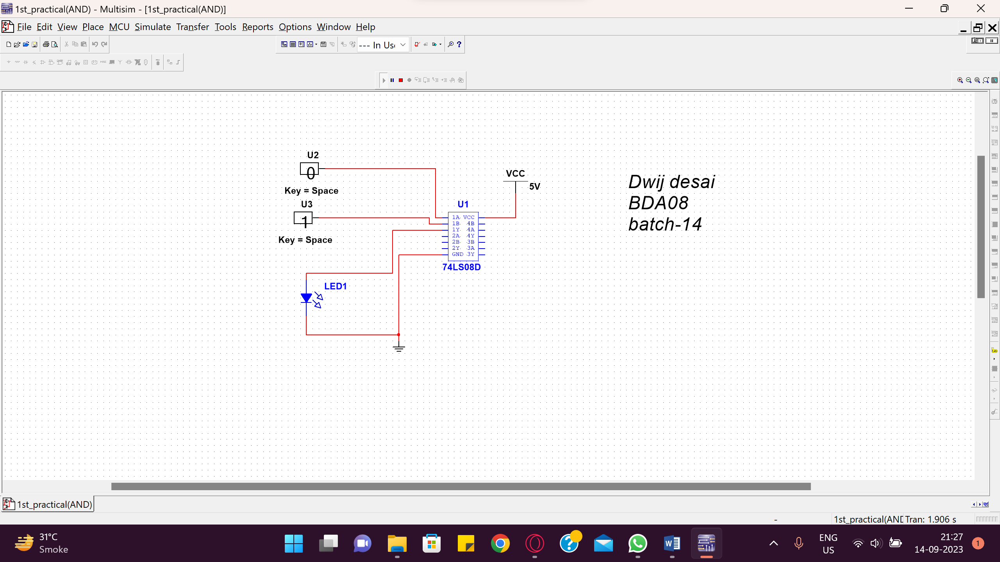 1st_practical(AND) - Multisim - [1st_practical(AND)]
File Edit View Place MCU Simulate Transfer Tools Reports Options Window Help
--- In Us
U2
0
Key = Space
U3
1
Key = Space
VCC
5V
U1
1A VCC
1B 4B
1Y 4A
2A 4Y
2B 3B
2Y 3A
GND 3Y
74LS08D
LED1
Dwij desai
BDA08
batch-14
1st_practical(AND)
-
1st_practical(AND Tran: 1.906 s
31°C
Smoke
ENG
US
21:27
14-09-2023
1